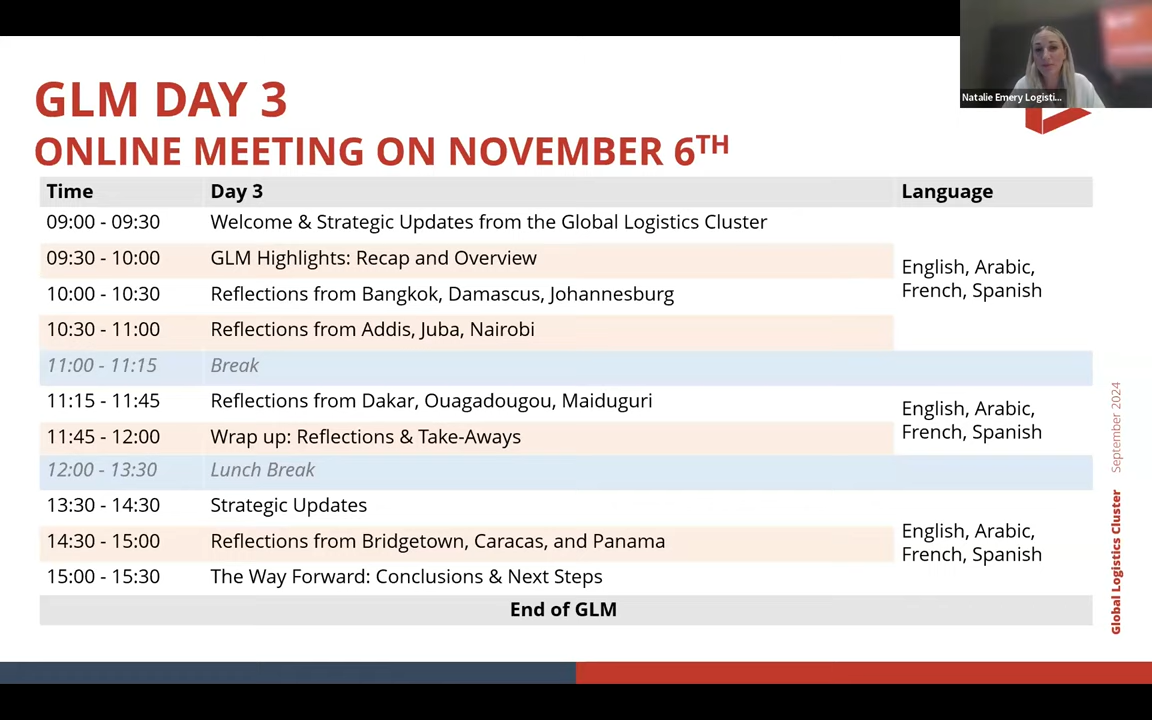 Natalie Emery Logisti...
GLM DAY 3
ONLINE MEETING ON NOVEMBER 6TH
Time Day 3 Language
09:00 - 09:30 Welcome & Strategic Updates from the Global Logistics Cluster
09:30 - 10:00 GLM Highlights: Recap and Overview
10:00 - 10:30 Reflections from Bangkok, Damascus, Johannesburg
10:30 - 11:00 Reflections from Addis, Juba, Nairobi
English, Arabic,
French, Spanish
11:00 - 11:15 Break
11:15 - 11:45 Reflections from Dakar, Ouagadougou, Maiduguri
11:45 - 12:00 Wrap up: Reflections & Take-Aways
English, Arabic,
French, Spanish
12:00 - 13:30 Lunch Break
13:30 - 14:30 Strategic Updates
14:30 - 15:00 Reflections from Bridgetown, Caracas, and Panama
15:00 - 15:30 The Way Forward: Conclusions & Next Steps
English, Arabic,
French, Spanish
End of GLM
Global Logistics Cluster September 2024